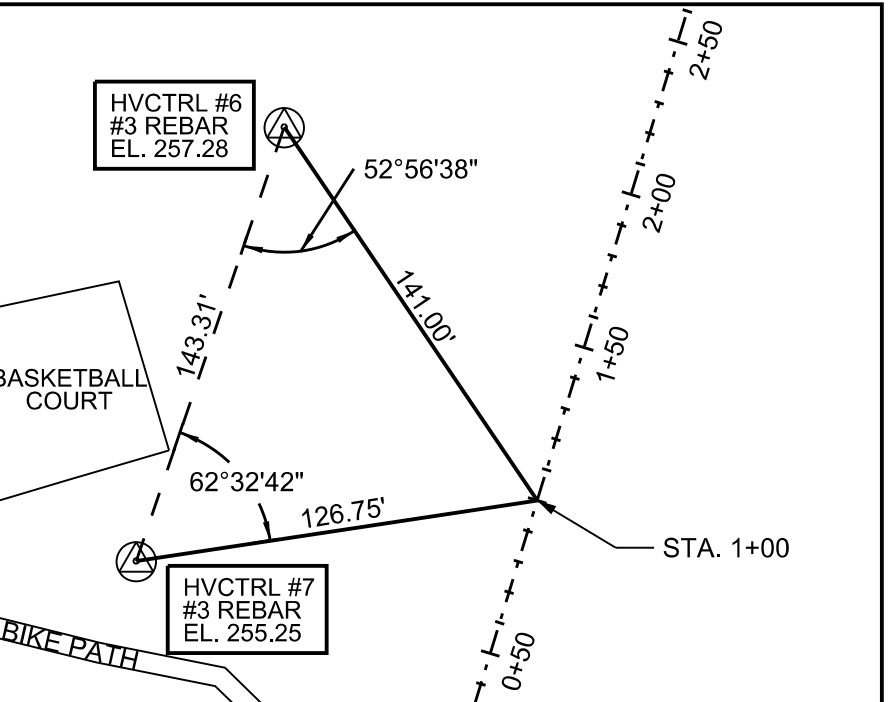 2+50
HVCTRL #6
#3 REBAR
EL. 257.28
52°56'38"
2+00
141.00'
143.31'
1+50
BASKETBALL
COURT
62°32'42"
126.75'
STA. 1+00
HVCTRL #7
#3 REBAR
EL. 255.25
BIKE PATH
0+50